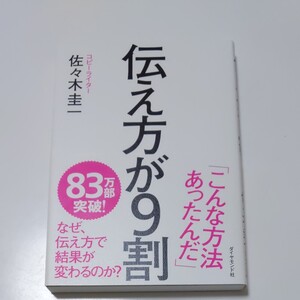 伝え方が9割
コピーライター
佐々木圭一
「こんな方法
あったんだ」
83万部
突破!
なぜ、
伝え方で
結果が
変わるのか?
ダイヤモンド社